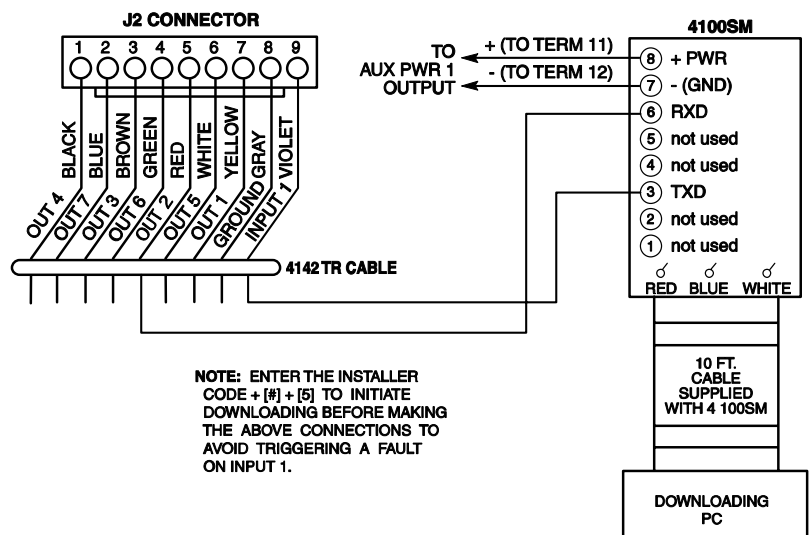 J2 CONNECTOR
1 2 3 4 5 6 7 8 9
BLACK
BLUE
BROWN
GREEN
RED
WHITE
YELLOW
GRAY
VIOLET
OUT 4
OUT 7
OUT 3
OUT 6
OUT 2
OUT 5
OUT 1
GROUND
INPUT 1
4142TR CABLE
TO
AUX PWR 1
OUTPUT
+ (TO TERM 11)
- (TO TERM 12)
4100SM
8 + PWR
7 - (GND)
6 RXD
5 not used
4 not used
3 TXD
2 not used
1 not used
RED BLUE WHITE
10 FT.
CABLE
SUPPLIED
WITH 4 100SM
DOWNLOADING
PC
NOTE: ENTER THE INSTALLER
CODE + [#] + [5] TO INITIATE
DOWNLOADING BEFORE MAKING
THE ABOVE CONNECTIONS TO
AVOID TRIGGERING A FAULT
ON INPUT 1.